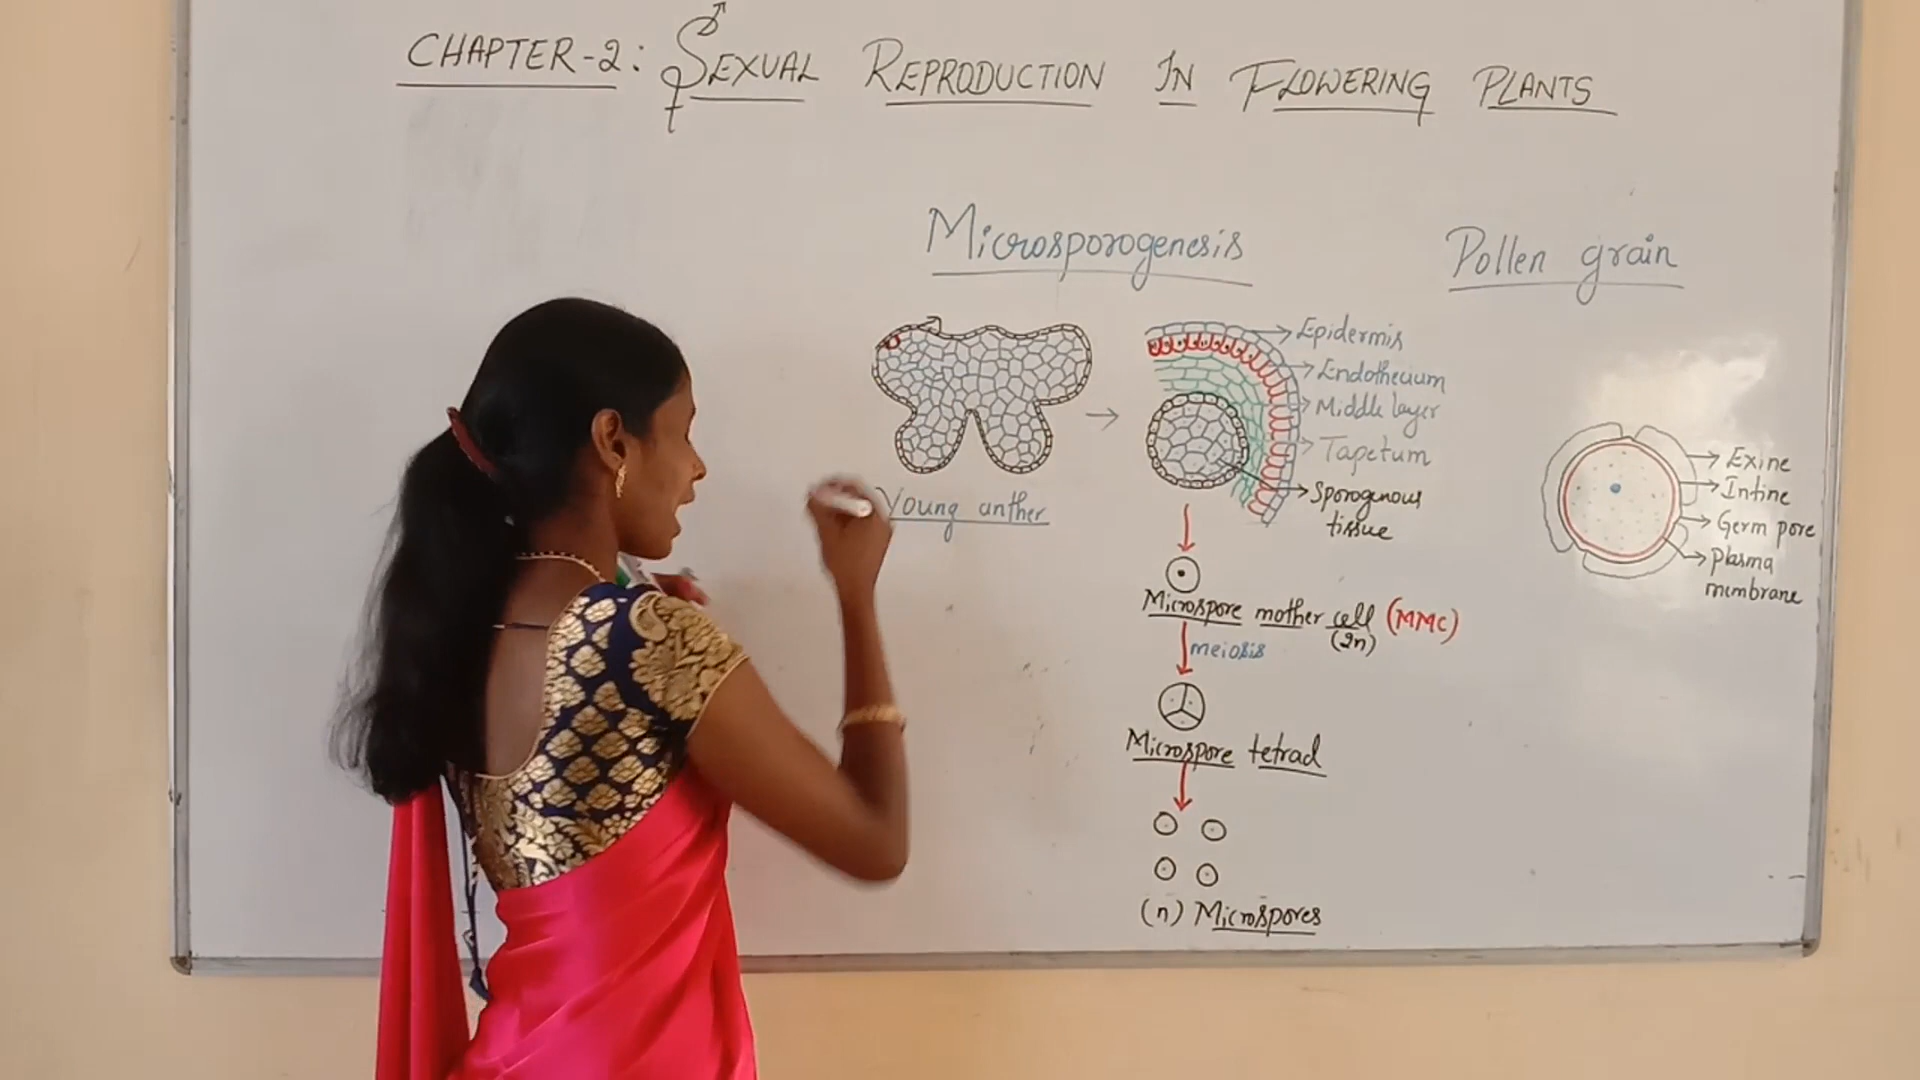 CHAPTER-2: SEXUAL REPRODUCTION IN FLOWERING PLANTS
Microsporogenesis
Pollen grain
Young anther
Epidermis
Endothecium
Middle layer
Tapetum
Sporogenous
tissue
Microspore mother cell (MMC)
(2n)
meiosis
Microspore tetrad
(n) Microspores
Exine
Intine
Germ pore
Plasma
membrane